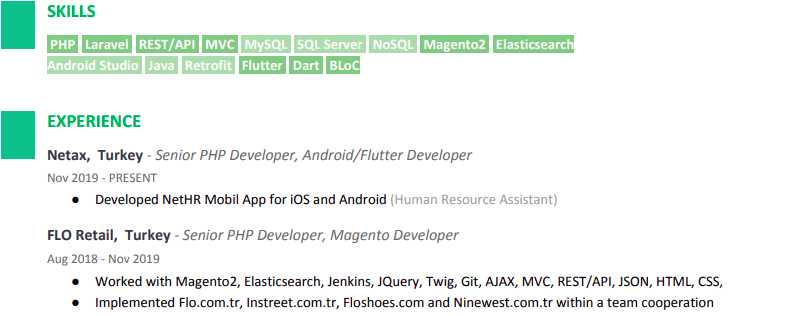 SKILLS
PHP Laravel REST/API MVC MySQL SQL Server NoSQL Magento2 Elasticsearch
Android Studio Java Retrofit Flutter Dart BLoC
EXPERIENCE
Netax, Turkey - Senior PHP Developer, Android/Flutter Developer
Nov 2019 - PRESENT
● Developed NetHR Mobil App for iOS and Android (Human Resource Assistant)
FLO Retail, Turkey - Senior PHP Developer, Magento Developer
Aug 2018 - Nov 2019
● Worked with Magento2, Elasticsearch, Jenkins, JQuery, Twig, Git, AJAX, MVC, REST/API, JSON, HTML, CSS,
● Implemented Flo.com.tr, Instreet.com.tr, Floshoes.com and Ninewest.com.tr within a team cooperation